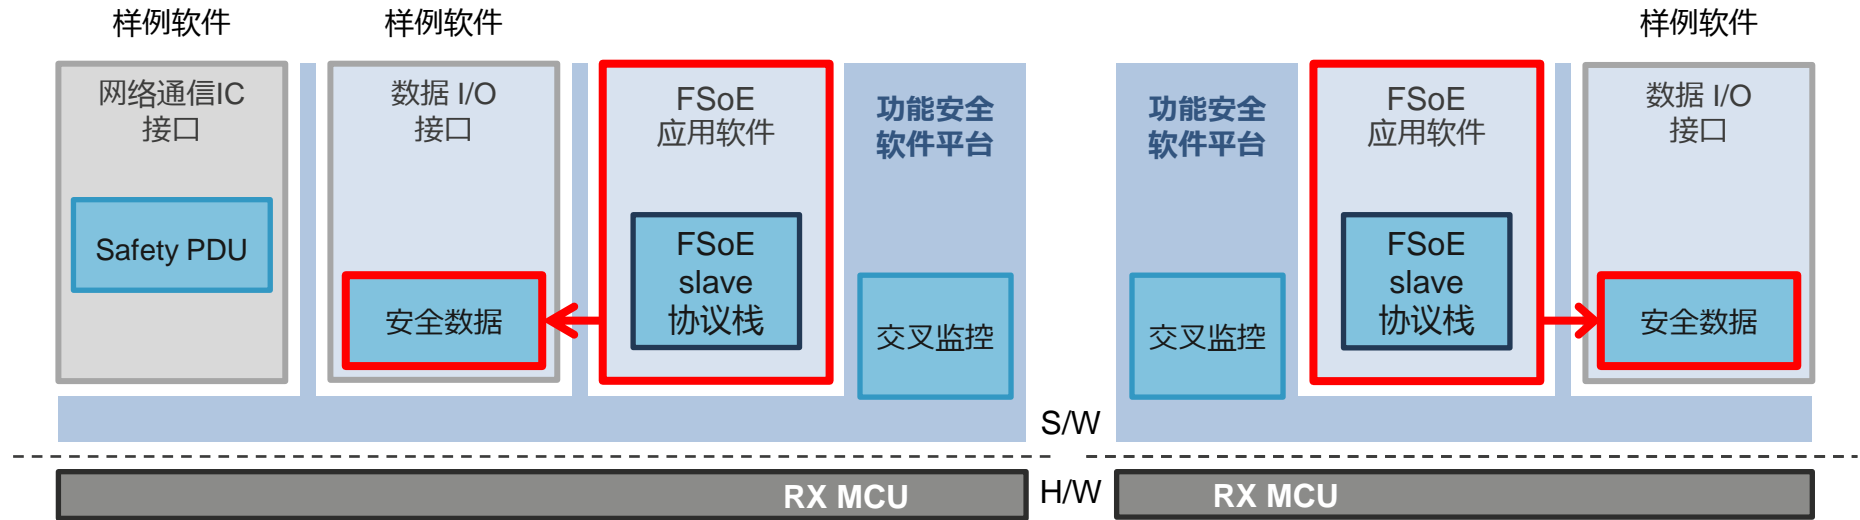 样例软件
样例软件
样例软件
网络通信IC
接口
Safety PDU
数据 I/O
接口
安全数据
FSoE
应用软件
FSoE
slave
协议栈
功能安全
软件平台
交叉监控
功能安全
软件平台
交叉监控
FSoE
应用软件
FSoE
slave
协议栈
数据 I/O
接口
安全数据
S/W
RX MCU
H/W
RX MCU